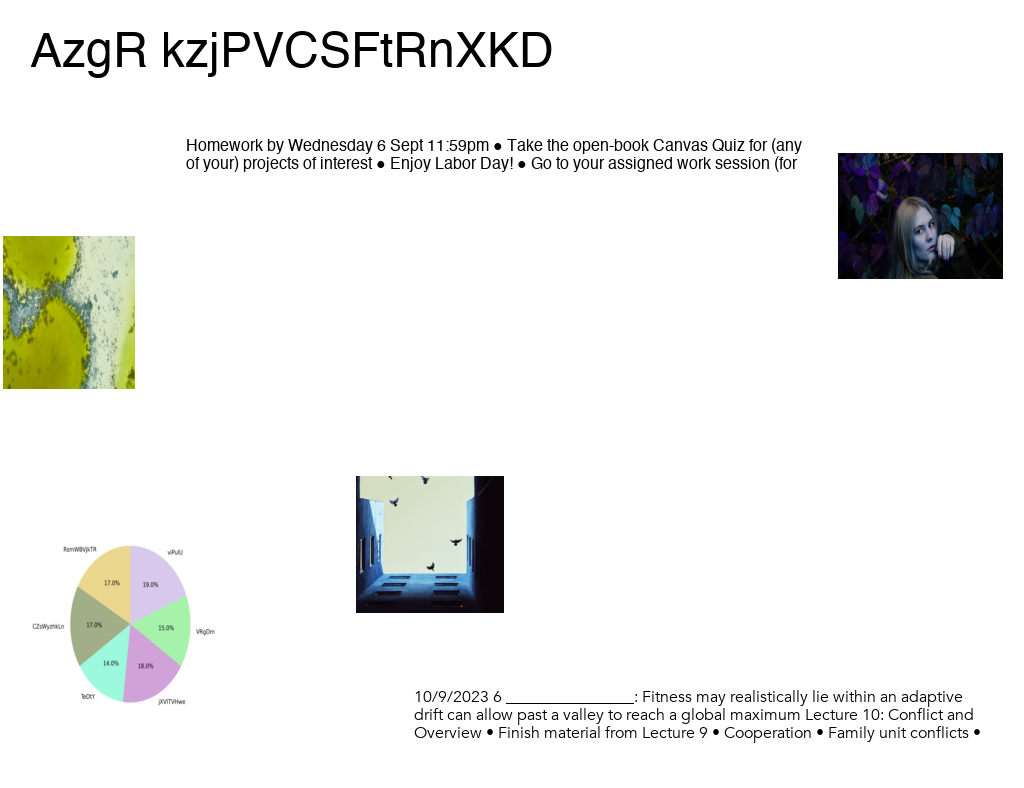 AzgR kzjPVCSFtRnXKD
Homework by Wednesday 6 Sept 11:59pm ● Take the open-book Canvas Quiz for (any
of your) projects of interest ● Enjoy Labor Day! ● Go to your assigned work session (for
RsmWBVjkTR
viPulU
17.0%
19.0%
CZsWyzhkLn
17.0%
15.0%
VRgDm
14.0%
18.0%
TeDtY
jXVlTVHwe
10/9/2023 6 _______________: Fitness may realistically lie within an adaptive
drift can allow past a valley to reach a global maximum Lecture 10: Conflict and
Overview • Finish material from Lecture 9 • Cooperation • Family unit conflicts •